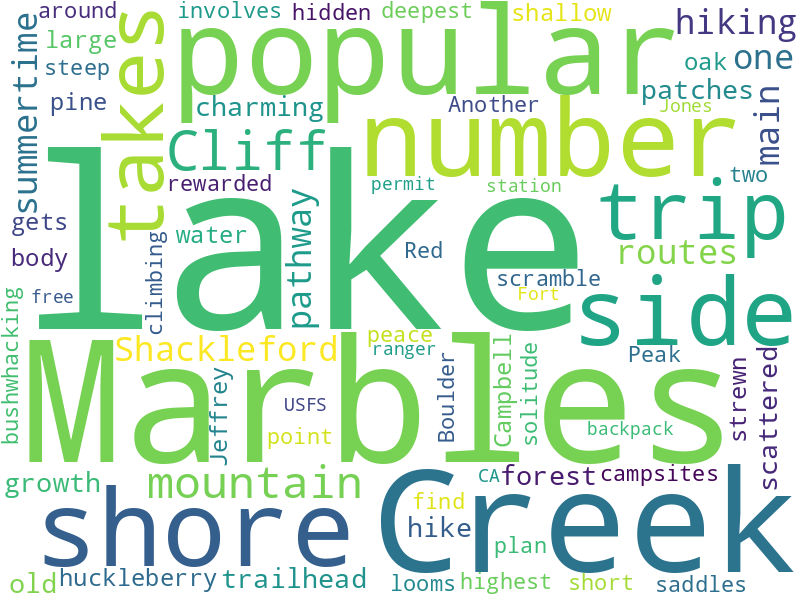 around
involves
hidden
deepest
shallow
hiking
large
takes
popular
summertime
steep
oak
one
pine
charming
Another
number
patches
Jones
main
Cliff
rewarded
permit
station
two
lake
trip
gets
pathway
water
Red
side
routes
body
climbing
scramble
free
Fort
bushwhacking
Shackleford
peace
ranger
Peak
Marbles
Jeffrey
USFS
Boulder
Campbell
solitude
strewn
scattered
point
backpack
growth
mountain
shore
Creek
CA
forest
campsites
find
hike
plan
old
huckleberry
trailhead
looms
highest
short
saddles